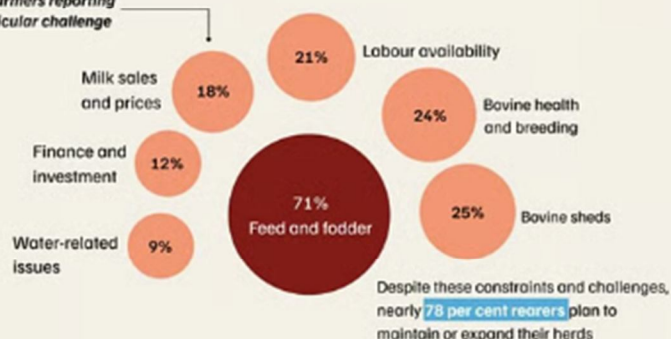 rmers reporting
cular challenge
21%
Labour availability
Milk sales
and prices
18%
24%
Bovine health
and breeding
Finance and
investment
12%
71%
Feed and fodder
25%
Bovine sheds
Water-related
issues
9%
Despite these constraints and challenges,
nearly 78 per cent rearers plan to
maintain or expand their herds